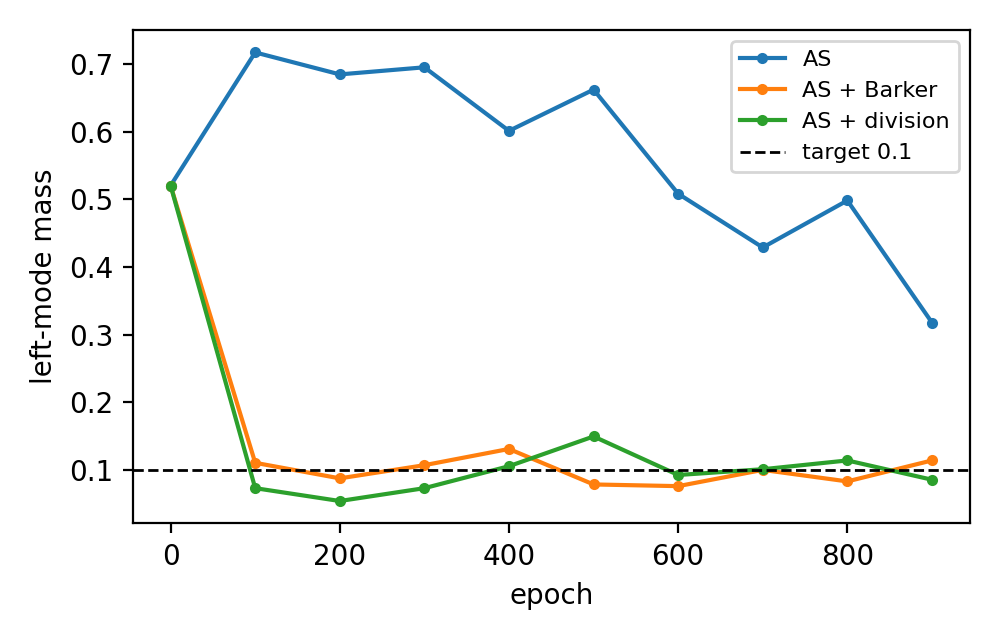 AS
AS + Barker
AS + division
target 0.1
left-mode mass
0.7
0.6
0.5
0.4
0.3
0.2
0.1
0 200 400 600 800
epoch